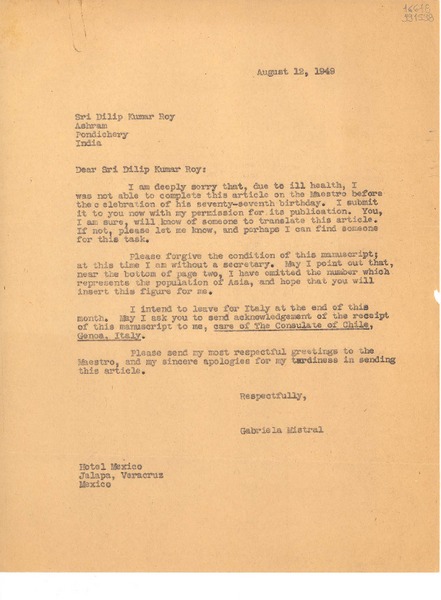 August 12, 1949
Sri Dilip Kumar Roy
Ashram
Pondichery
India
Dear Sri Dilip Kumar Roy:
I am deeply sorry that, due to ill health, I
was not able to complete this article on the Maestro before
the celebration of his seventy-seventh birthday. I submit
it to you now with my permission for its publication. You,
I am sure, will know of someone to translate this article.
If not, please let me know, and perhaps I can find someone
for this task.
Please forgive the condition of this manuscript;
at this time I am without a secretary. May I point out that,
near the bottom of page two, I have omitted the number which
represents the population of Asia, and hope that you will
insert this figure for me.
I intend to leave for Italy at the end of this
month. May I ask you to send acknowledgement of the receipt
of this manuscript to me, care of The Consulate of Chile,
Genoa, Italy.
Please send my most respectful greetings to the
Maestro, and my sincere apologies for my tardiness in sending
this article.
Respectfully,
Gabriela Mistral
Hotel Mexico
Jalapa, Veracruz
Mexico